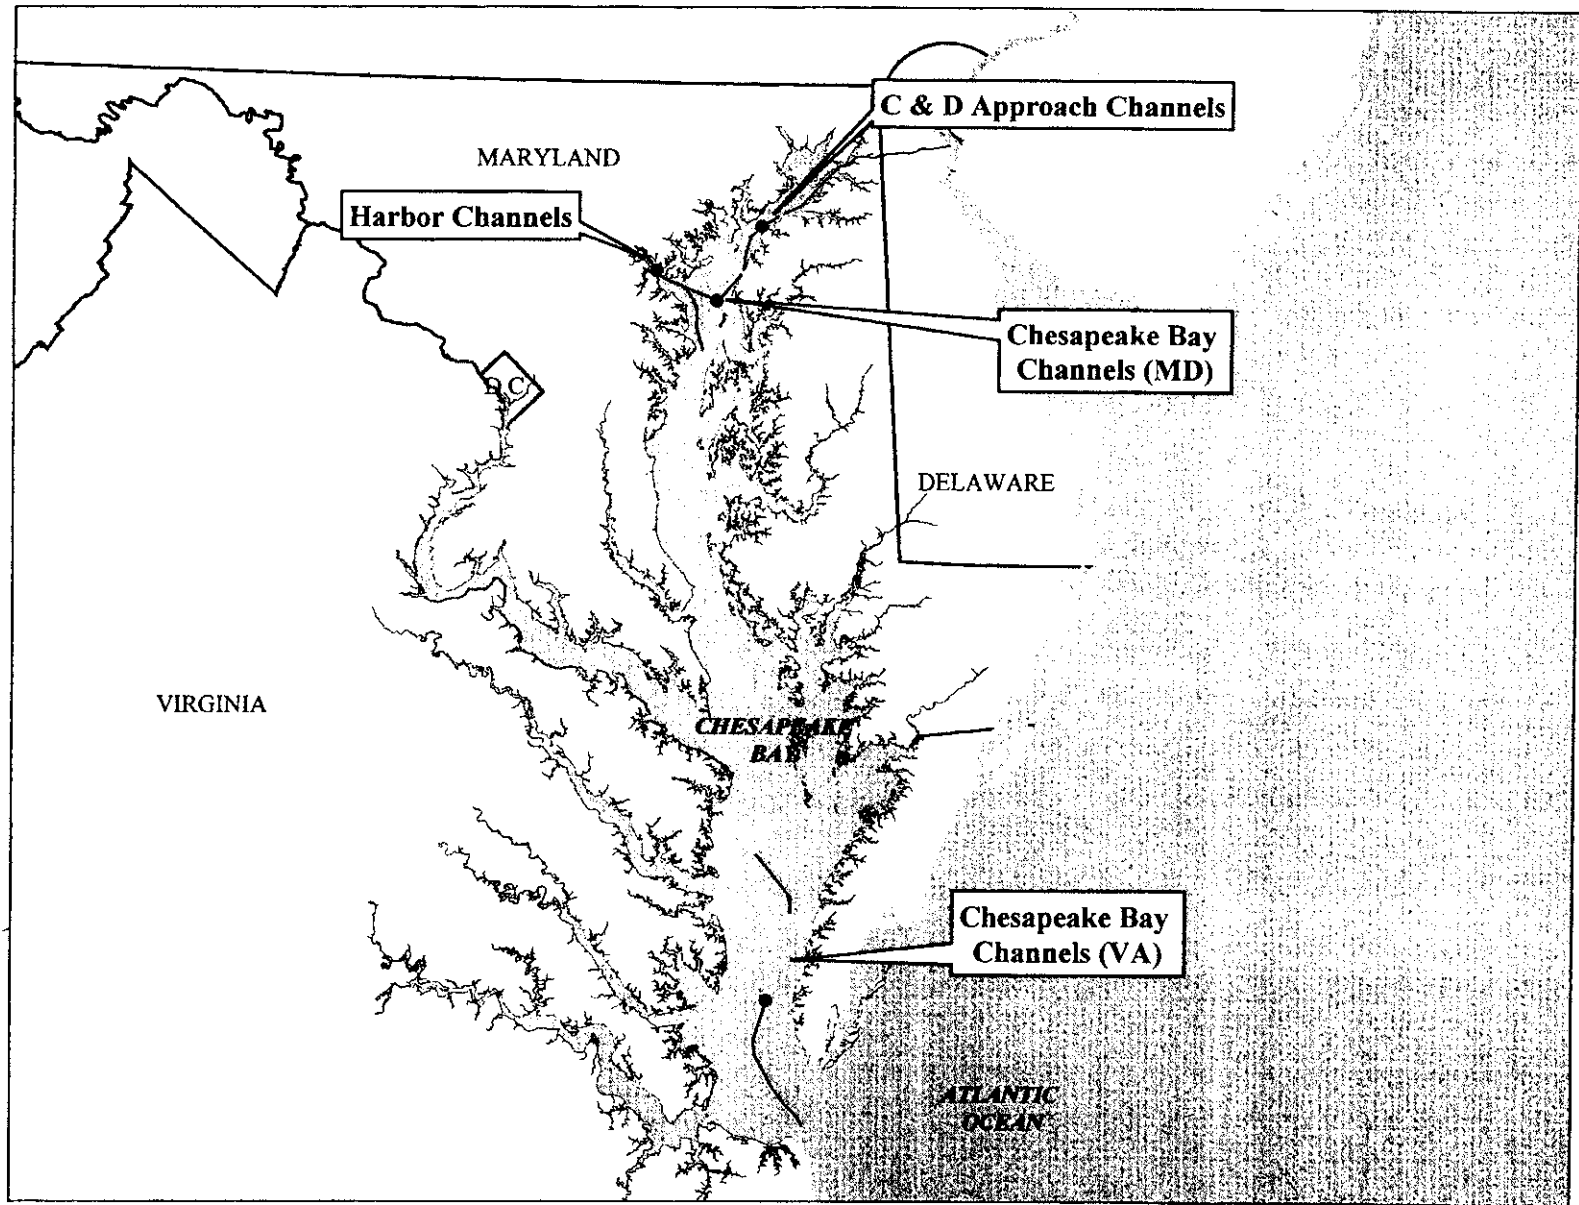 C & D Approach Channels
MARYLAND
Harbor Channels
Chesapeake Bay
Channels (MD)
D.C.
DELAWARE
VIRGINIA
CHESAPEAKE
BAY
Chesapeake Bay
Channels (VA)
ATLANTIC
OCEAN